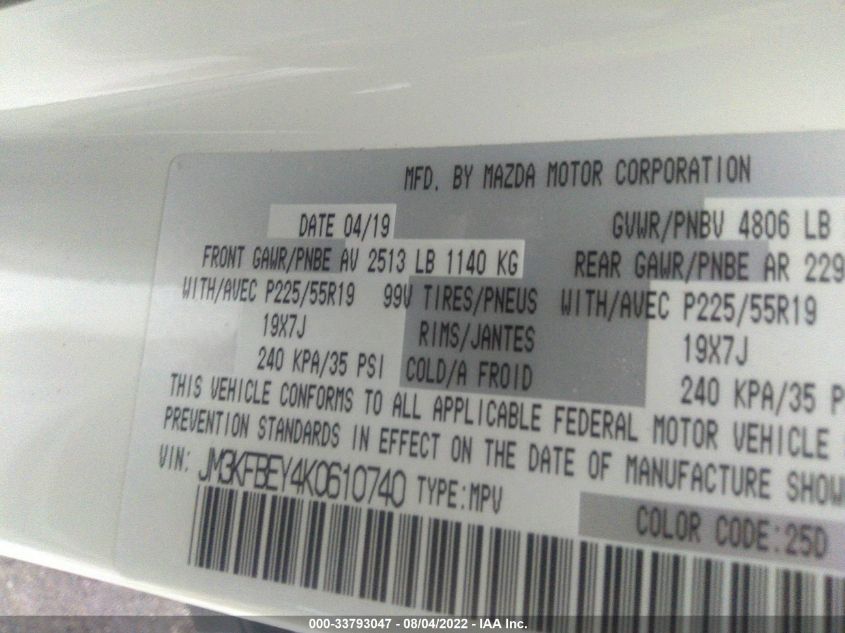 MFD. BY MAZDA MOTOR CORPORATION
DATE 04/19 GVWR/PNBV 4806 LB
FRONT GAWR/PNBE AV 2513 LB 1140 KG REAR GAWR/PNBE AR 229
WITH/AVEC P225/55R19 99V TIRES/PNEUS WITH/AVEC P225/55R19
19X7J RIMS/JANTES 19X7J
240 KPA/35 PSI COLD/A FROID 240 KPA/35 P
THIS VEHICLE CONFORMS TO ALL APPLICABLE FEDERAL MOTOR VEHICLE
PREVENTION STANDARDS IN EFFECT ON THE DATE OF MANUFACTURE SHOW
VIN: JM3KFBEY4K0610740 TYPE:MPV
COLOR CODE:25D
000-33793047 - 08/04/2022 - IAA Inc.